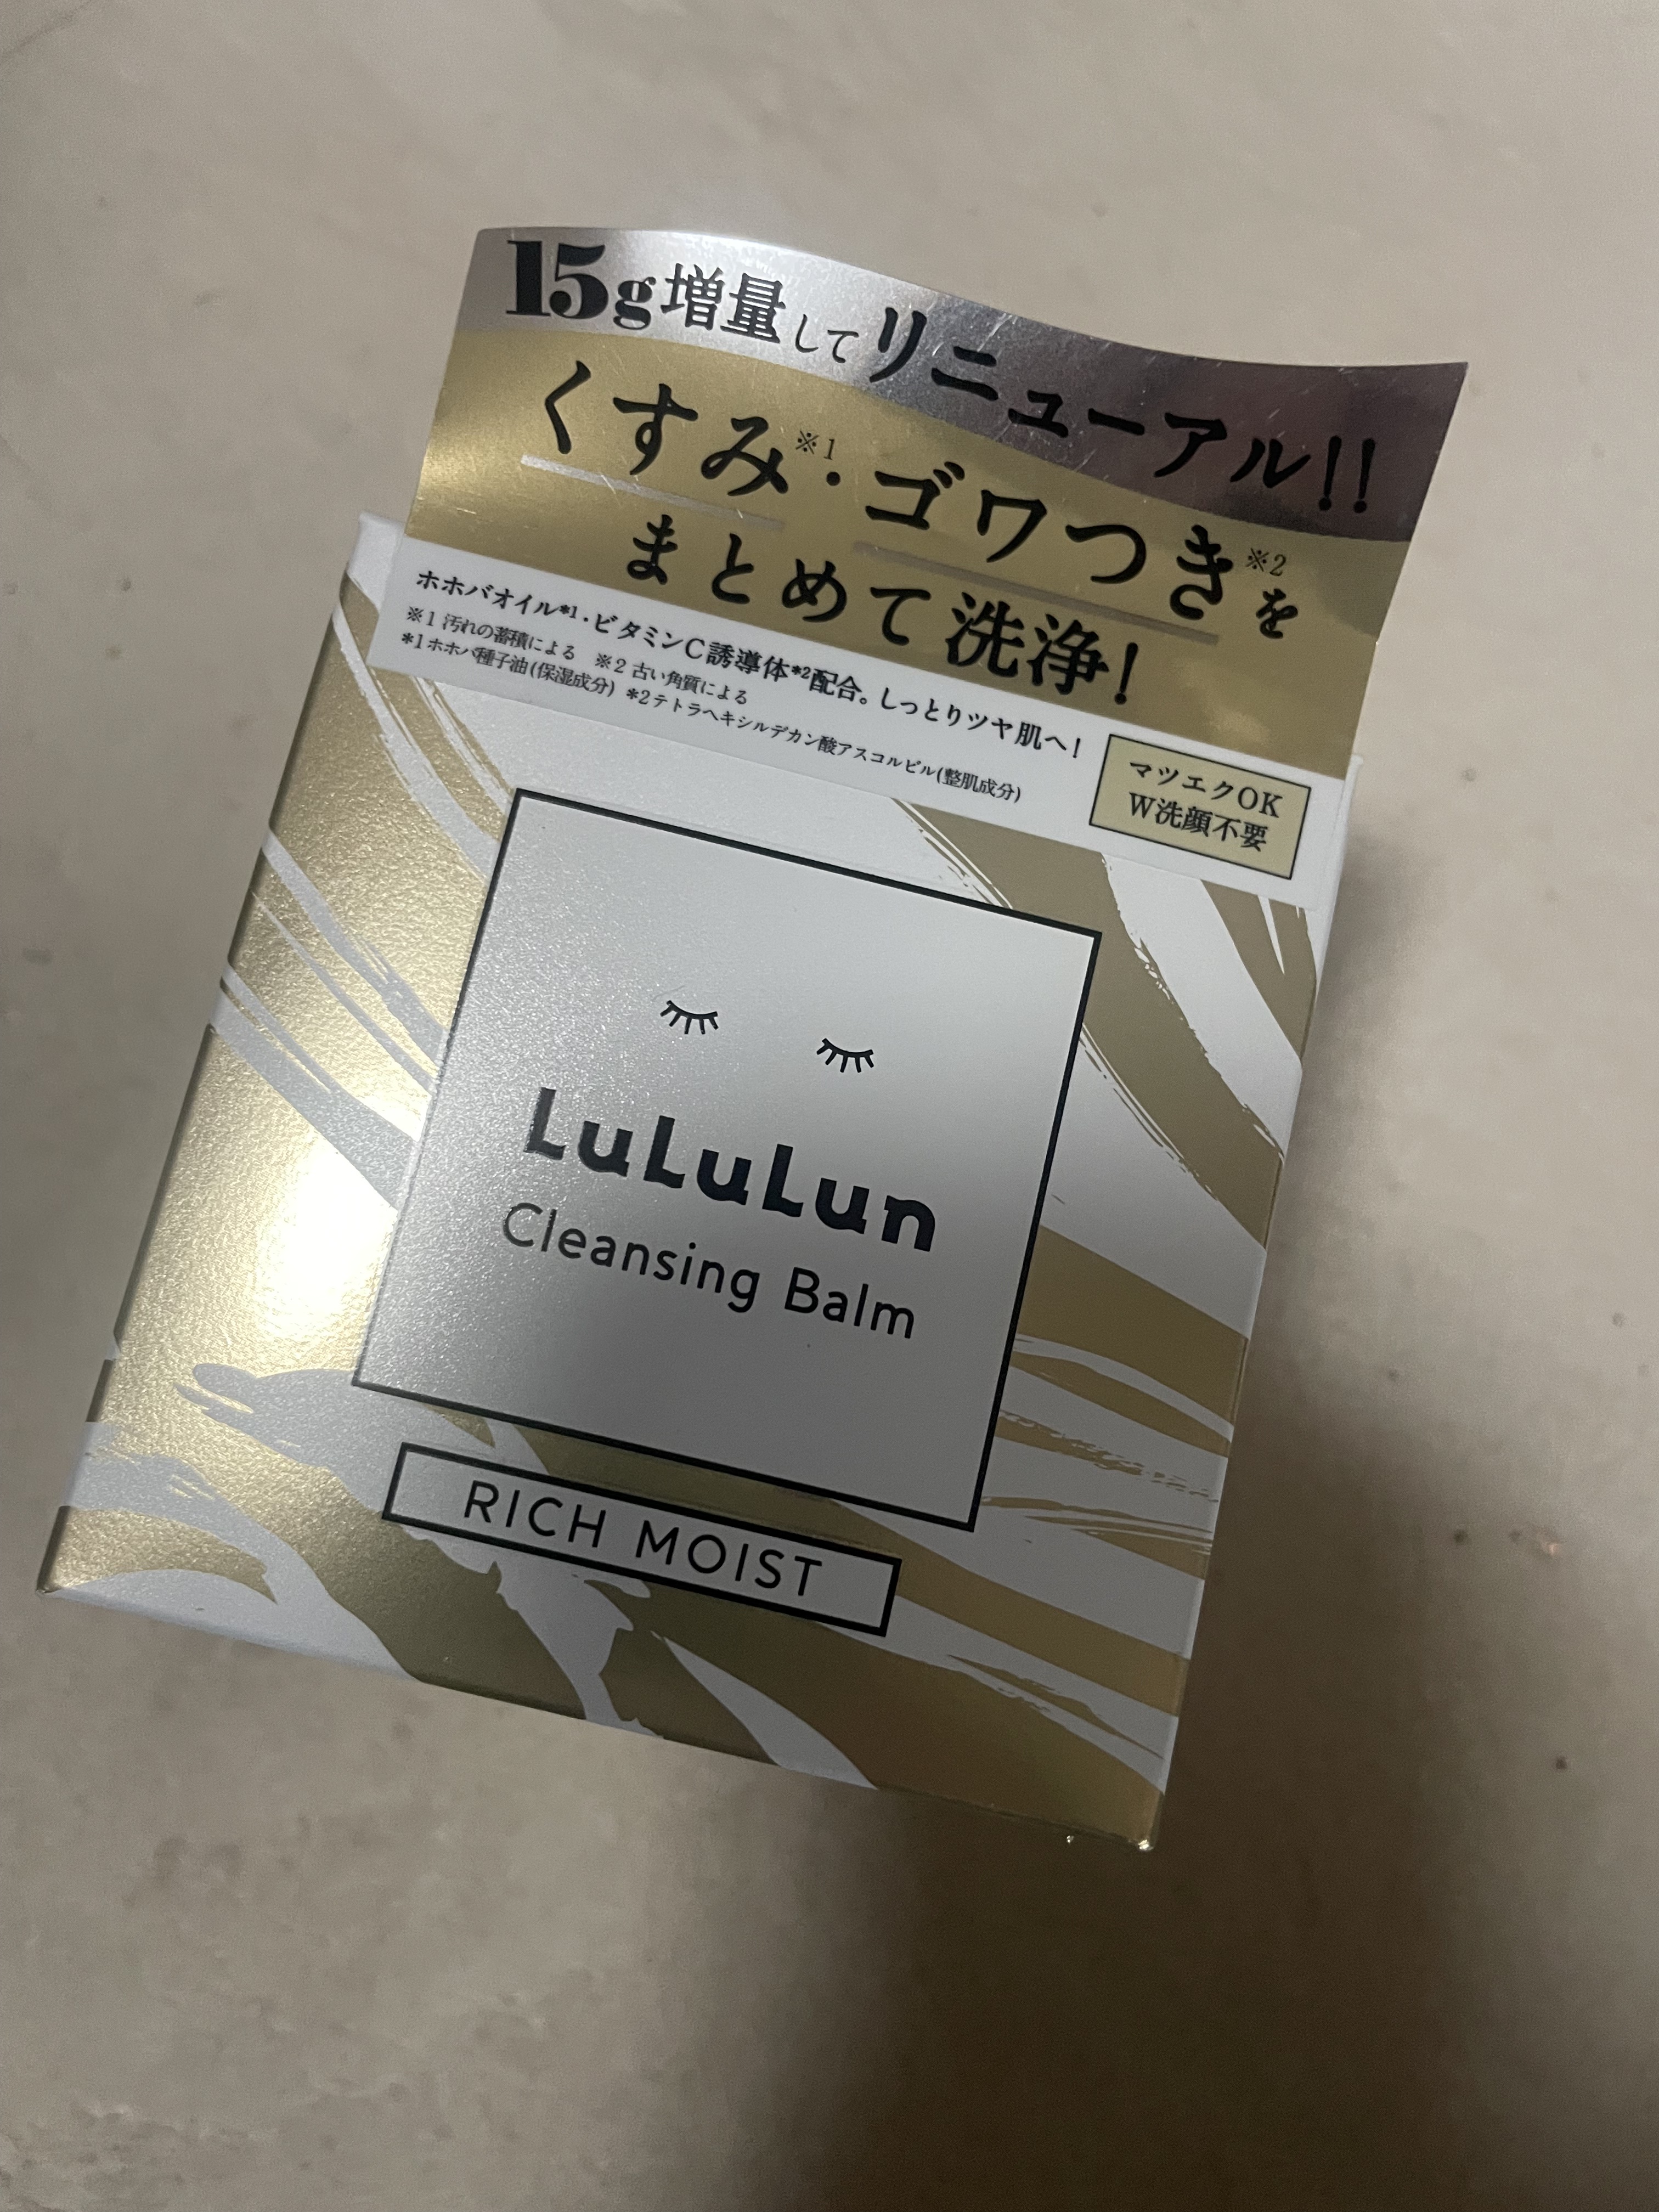 15g増量してリニューアル!!
くすみ※1・ゴワつき※2を
まとめて洗浄!
ホホバオイル*1・ビタミンC誘導体*2配合。しっとりツヤ肌へ!
※1 汚れの蓄積による ※2 古い角質による
*1 ホホバ種子油(保湿成分) *2 テトラヘキシルデカン酸アスコルビル(整肌成分)
マツエクOK
W洗顔不要
LuLuLun
Cleansing Balm
RICH MOIST